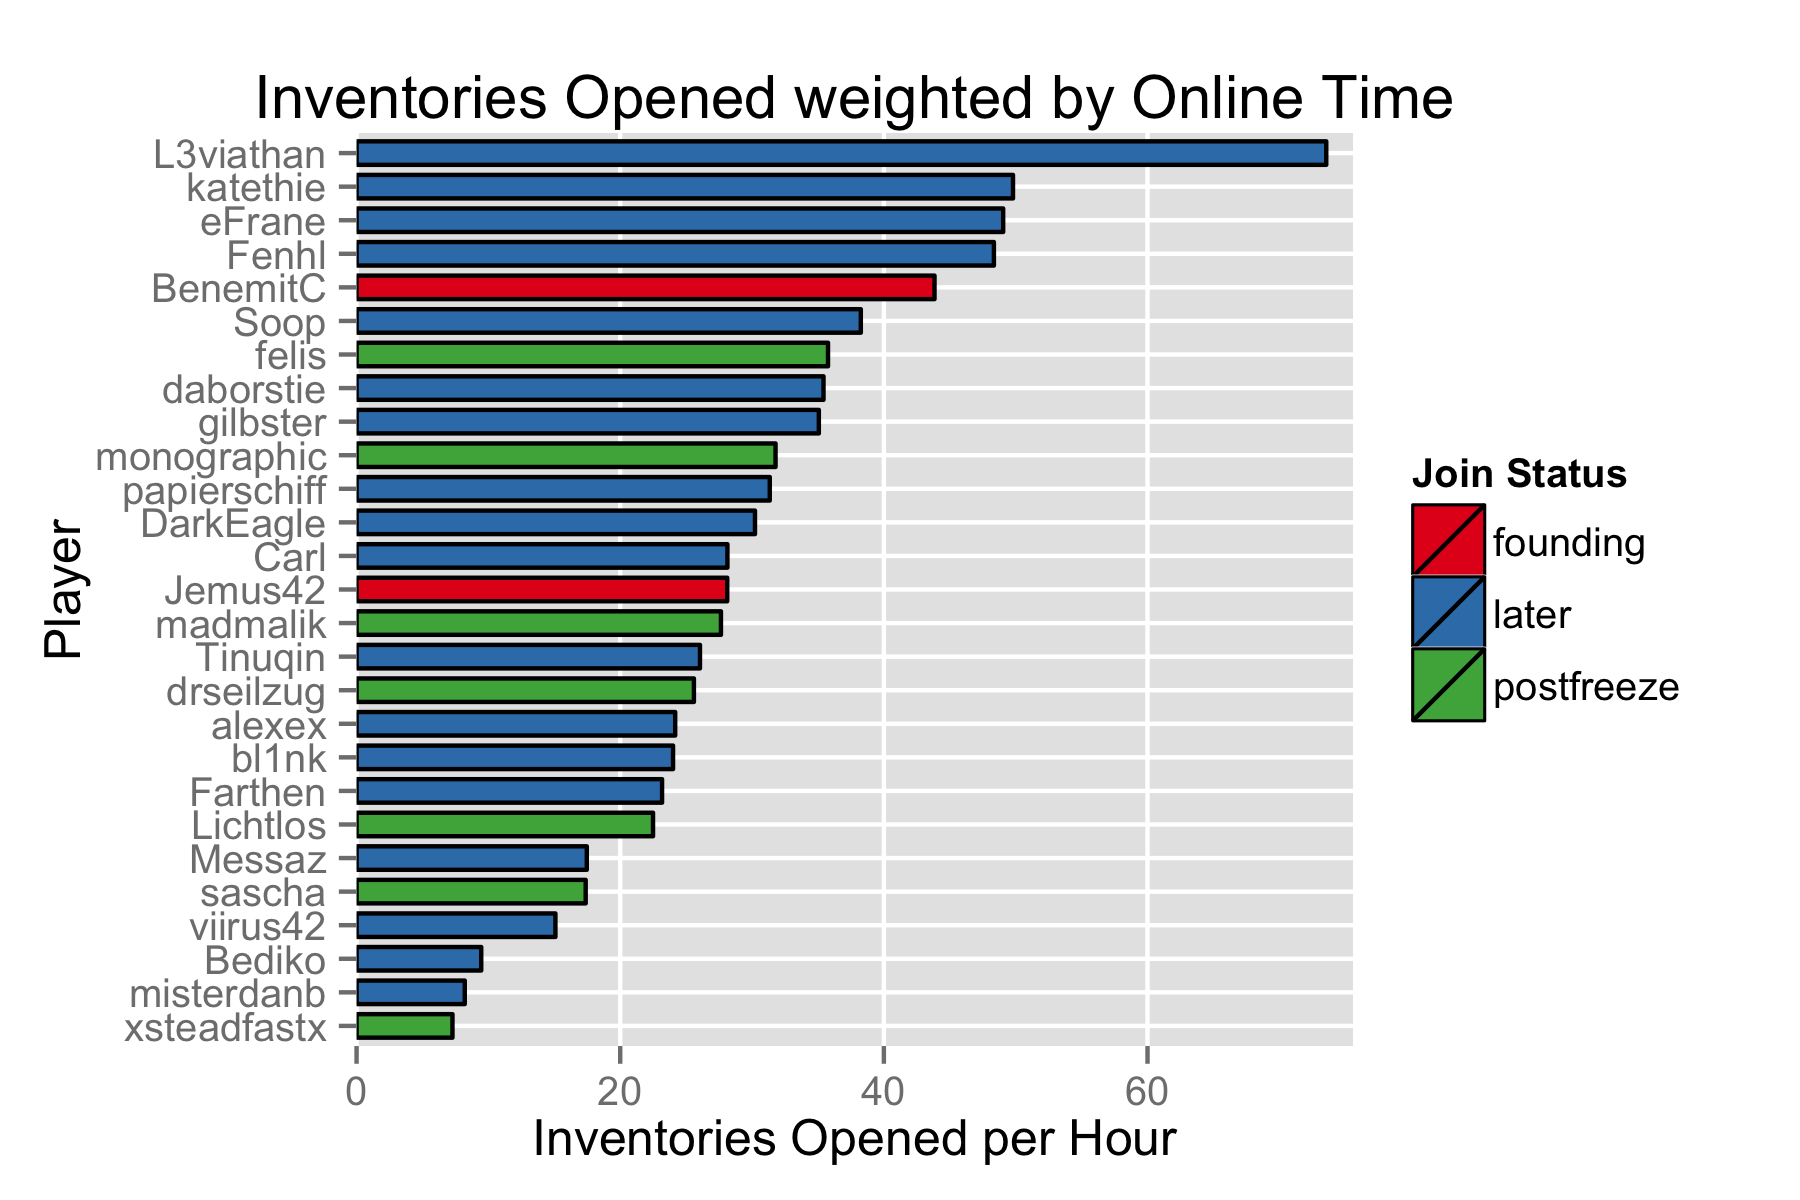 Inventories Opened weighted by Online Time
L3viathan
katethie
eFrane
Fenhl
BenemitC
Soop
felis
daborstie
gilbster
monographic
papierschiff
DarkEagle
Carl
Jemus42
madmalik
Tinuqin
drseilzug
alexex
bl1nk
Farthen
Lichtlos
Messaz
sascha
viirus42
Bediko
misterdanb
xsteadfastx
Player
0 20 40 60
Inventories Opened per Hour
Join Status
founding
later
postfreeze